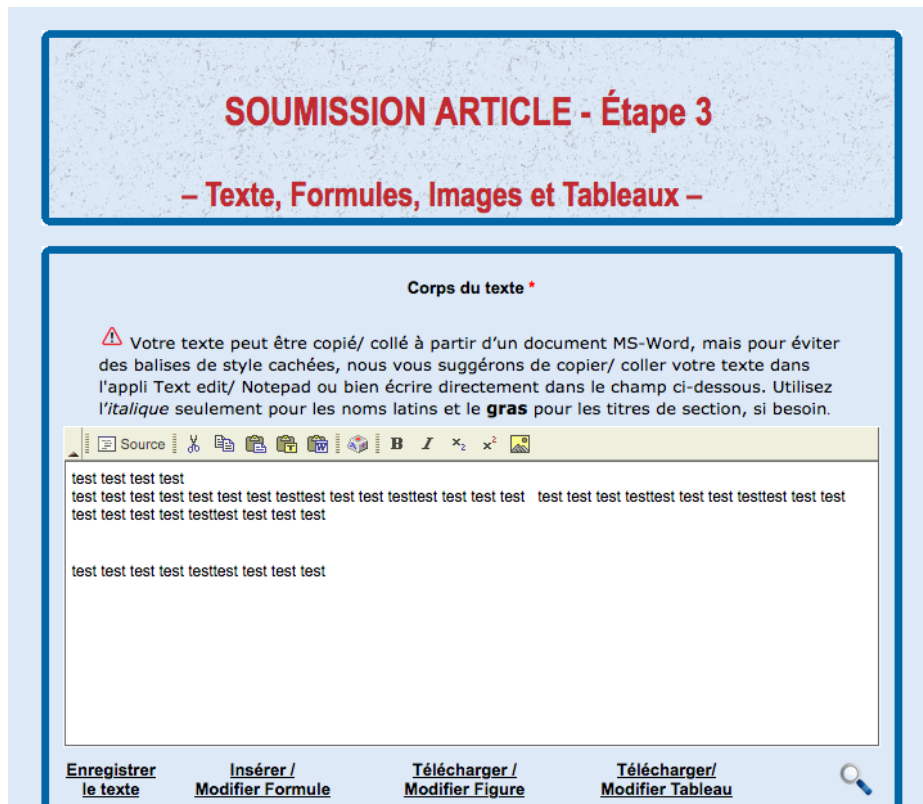 SOUMISSION ARTICLE - Étape 3
– Texte, Formules, Images et Tableaux –
Corps du texte *
Votre texte peut être copié/ collé à partir d’un document MS-Word, mais pour éviter
des balises de style cachées, nous vous suggérons de copier/ coller votre texte dans
l'appli Text edit/ Notepad ou bien écrire directement dans le champ ci-dessous. Utilisez
l’italique seulement pour les noms latins et le gras pour les titres de section, si besoin.
Source B I x₂ x²
test test test test
test test test test test test test testtest test test testtest test test test test test test testtest test test testtest test test
test test test test testtest test test test
test test test test testtest test test test
Enregistrer Insérer / Télécharger / Télécharger/
le texte Modifier Formule Modifier Figure Modifier Tableau